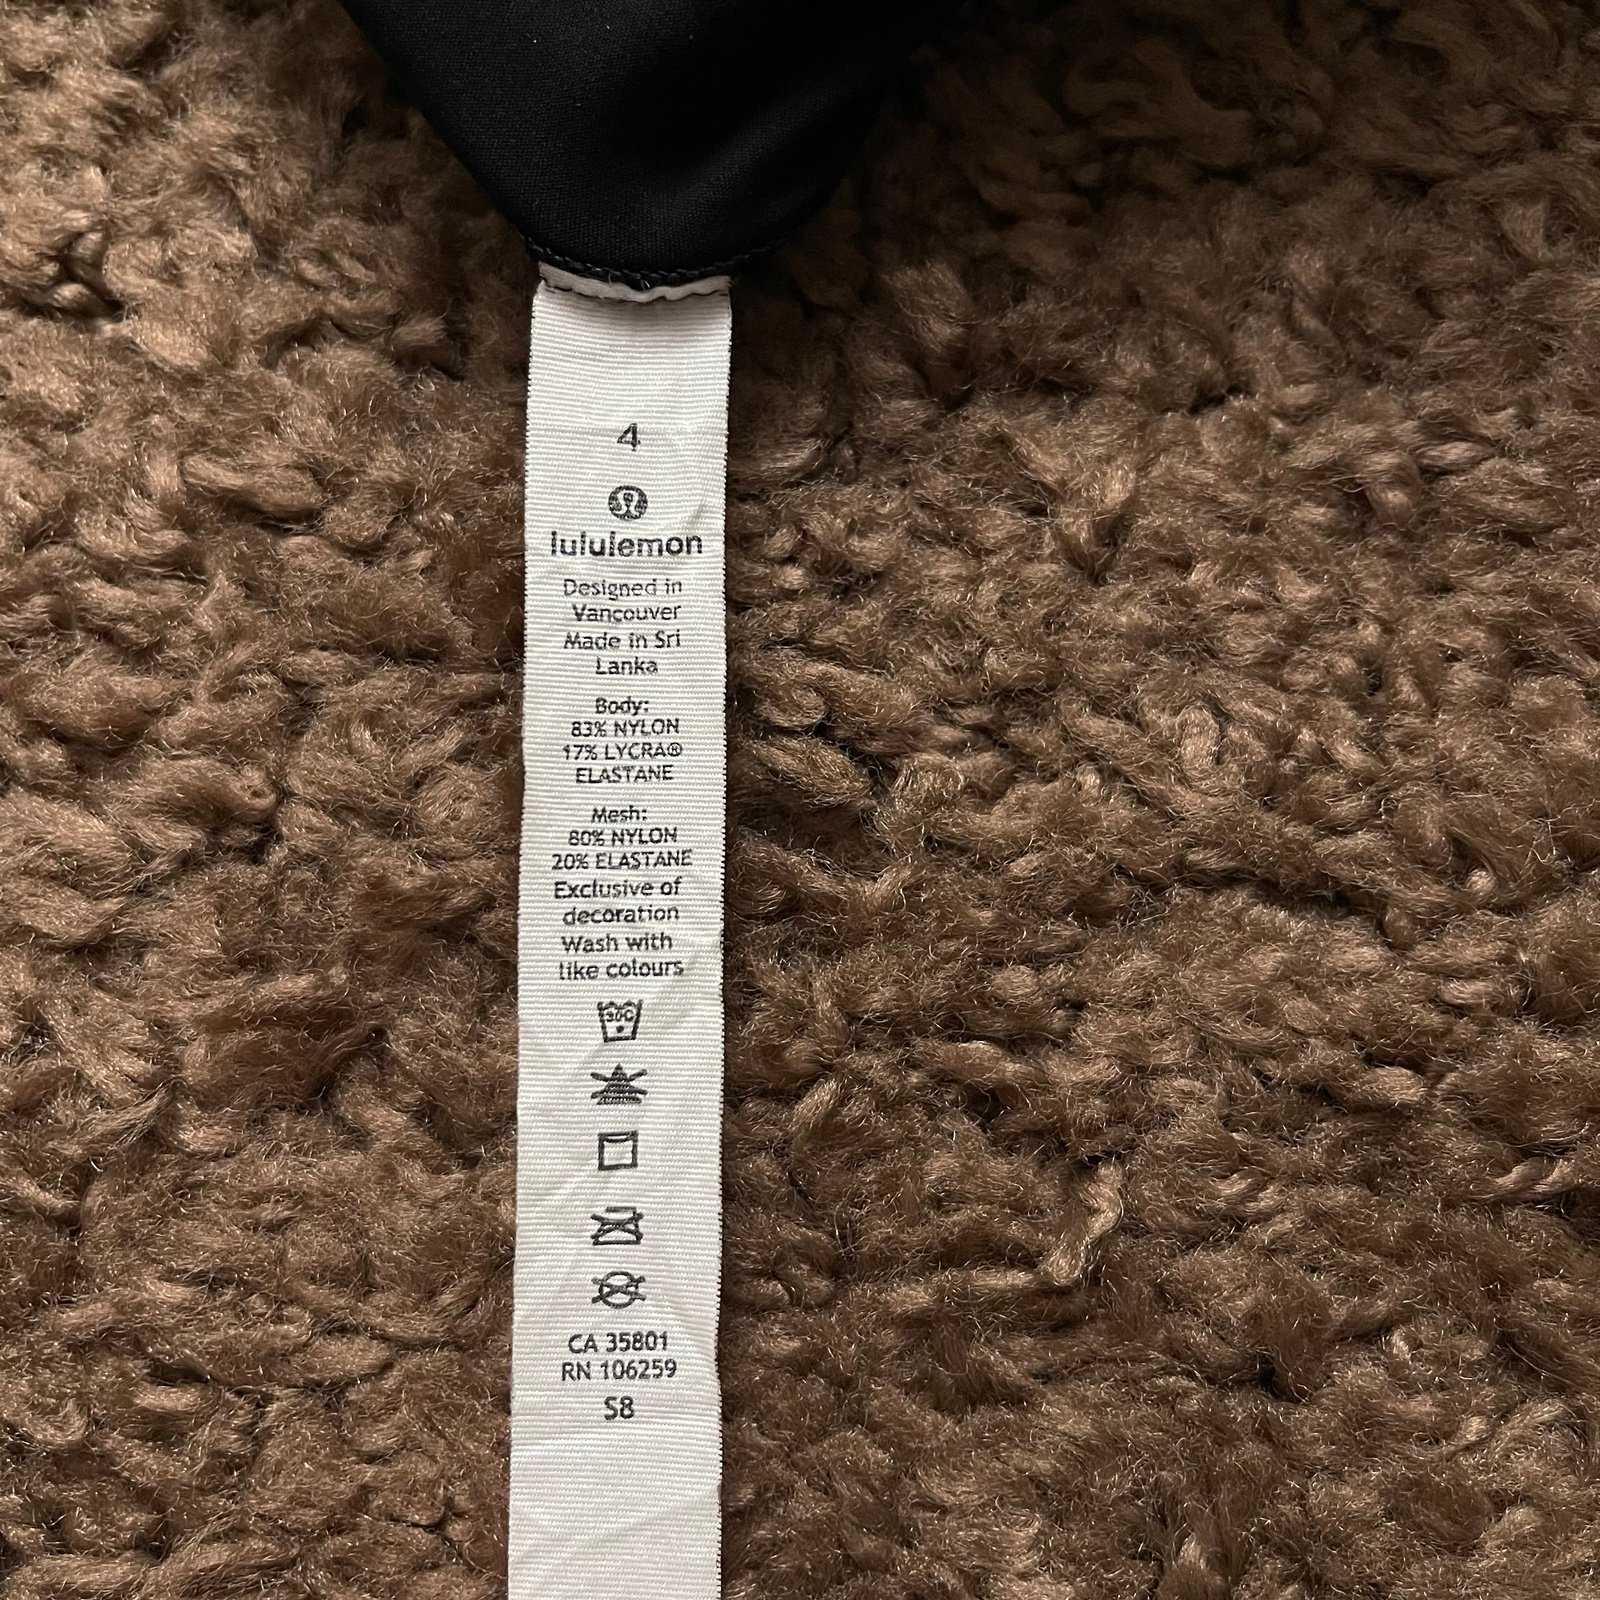 4
lululemon
Designed in
Vancouver
Made in Sri
Lanka
Body:
83% NYLON
17% LYCRA®
ELASTANE
Mesh:
80% NYLON
20% ELASTANE
Exclusive of
decoration
Wash with
like colours
30C
CA 35801
RN 106259
S8